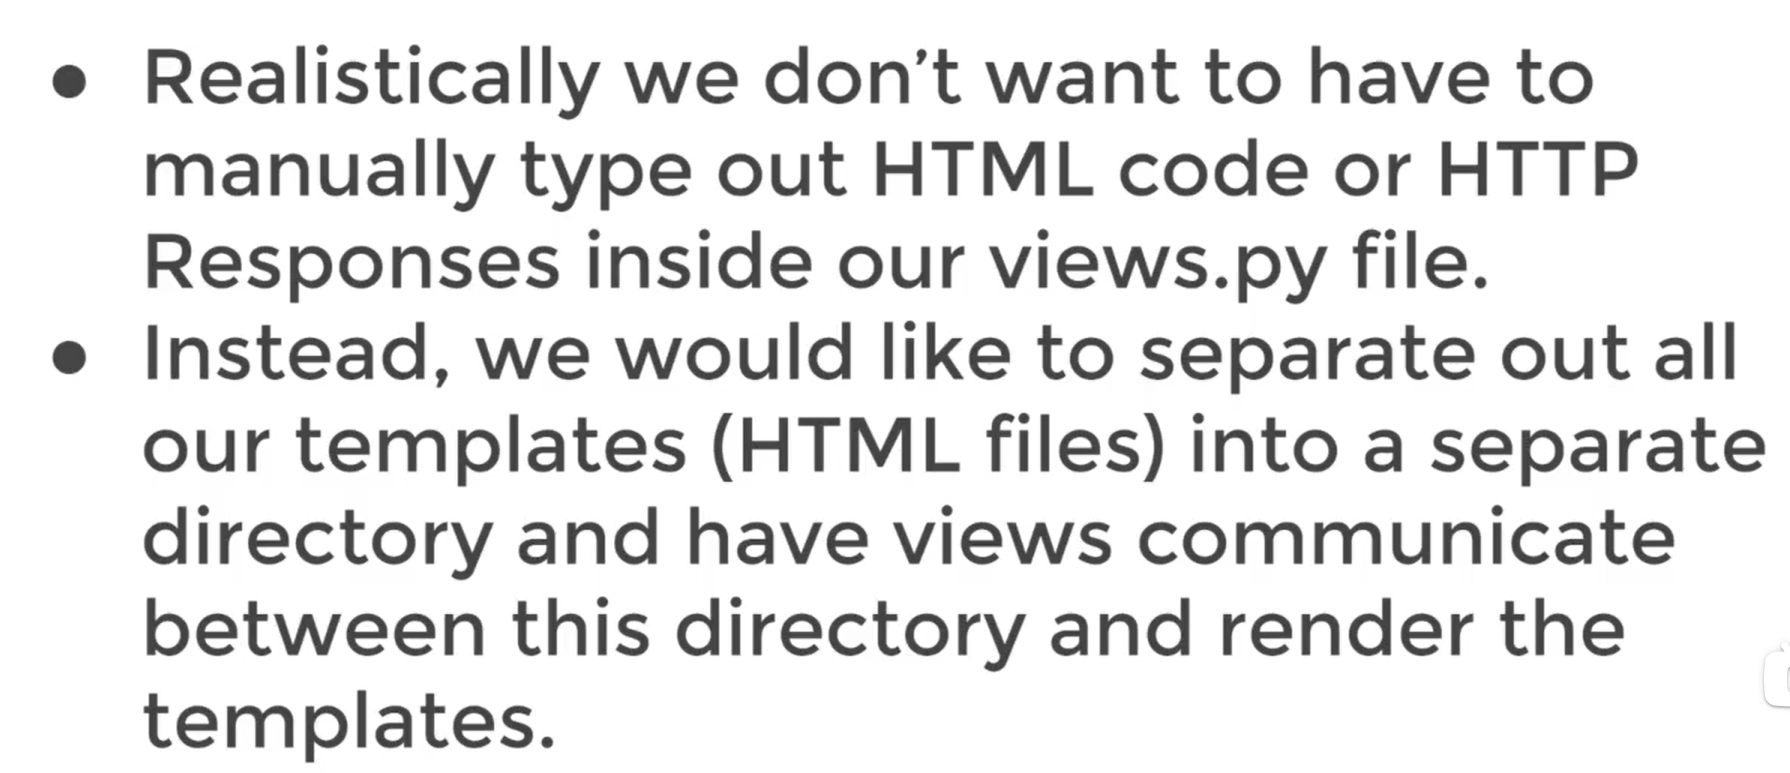 ● Realistically we don’t want to have to
manually type out HTML code or HTTP
Responses inside our views.py file.
● Instead, we would like to separate out all
our templates (HTML files) into a separate
directory and have views communicate
between this directory and render the
templates.